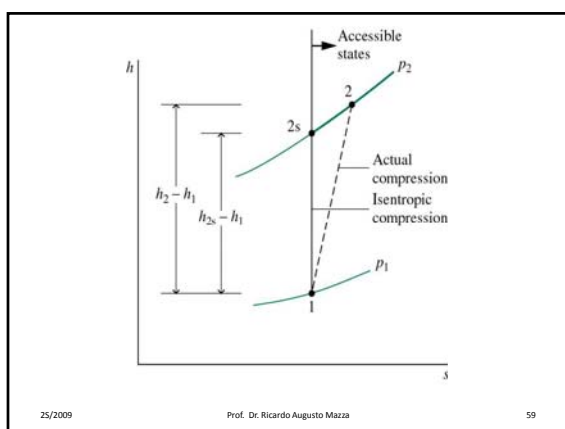 Accessible
states
h
p₂
2
2s
Actual
compression
h₂ – h₁
Isentropic
compression
h₂ₛ – h₁
p₁
1
s
2S/2009
Prof. Dr. Ricardo Augusto Mazza
59